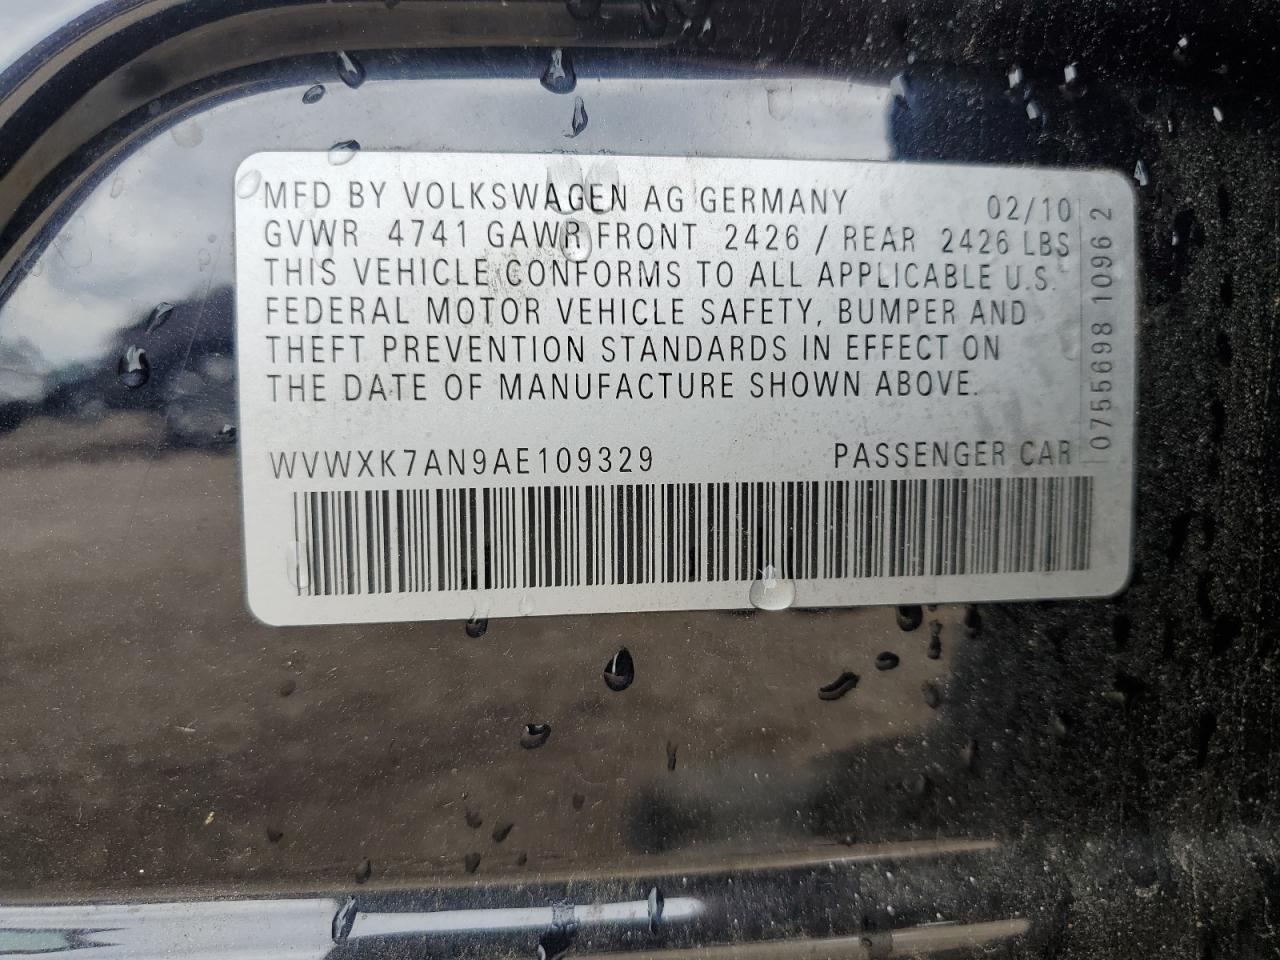 MFD BY VOLKSWAGEN AG GERMANY 02/10
GVWR 4741 GAWR FRONT 2426 / REAR 2426 LBS
THIS VEHICLE CONFORMS TO ALL APPLICABLE U.S.
FEDERAL MOTOR VEHICLE SAFETY, BUMPER AND
THEFT PREVENTION STANDARDS IN EFFECT ON
THE DATE OF MANUFACTURE SHOWN ABOVE.
WVWXK7AN9AE109329 PASSENGER CAR
0755698 10962